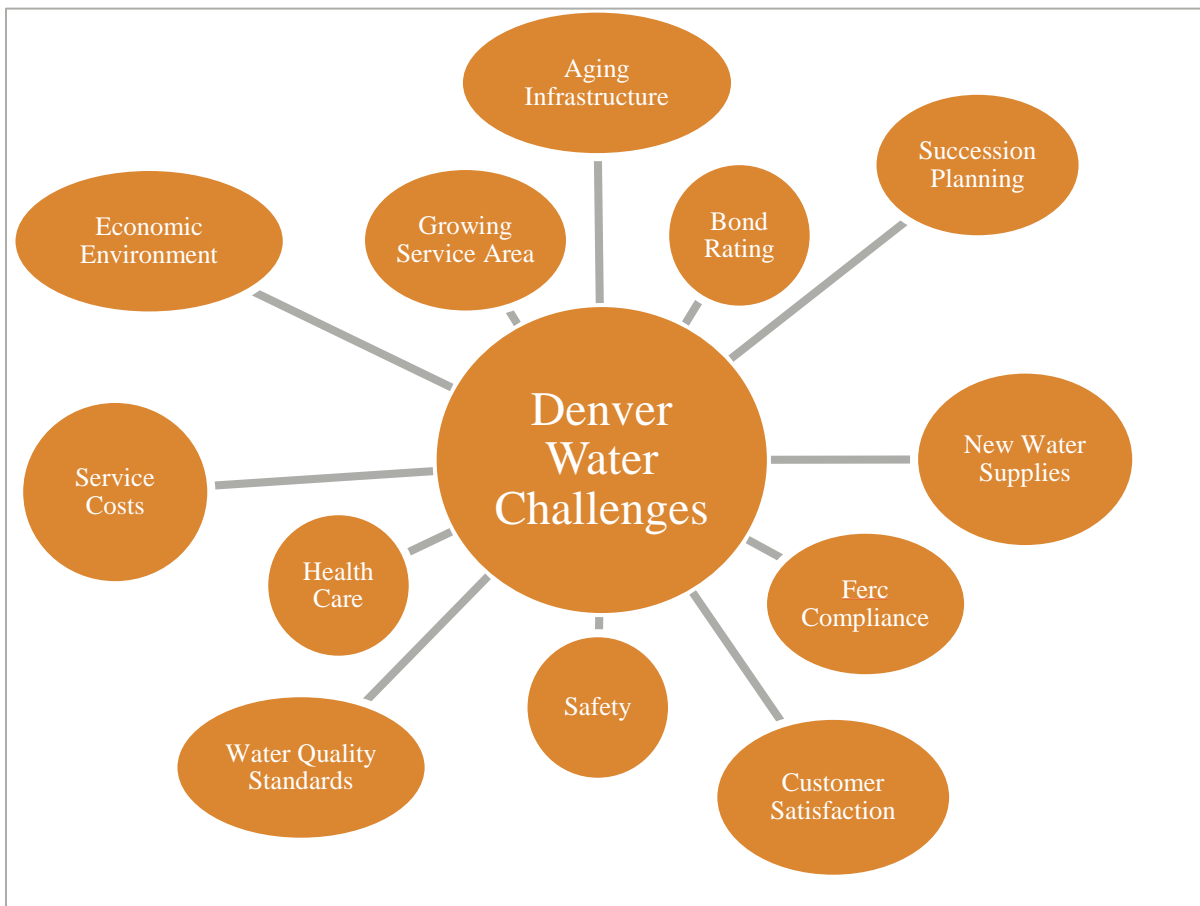 Aging
Infrastructure
Succession
Planning
Bond
Rating
Growing
Service Area
Economic
Environment
Denver
Water
Challenges
New Water
Supplies
Service
Costs
Health
Care
Ferc
Compliance
Safety
Water Quality
Standards
Customer
Satisfaction